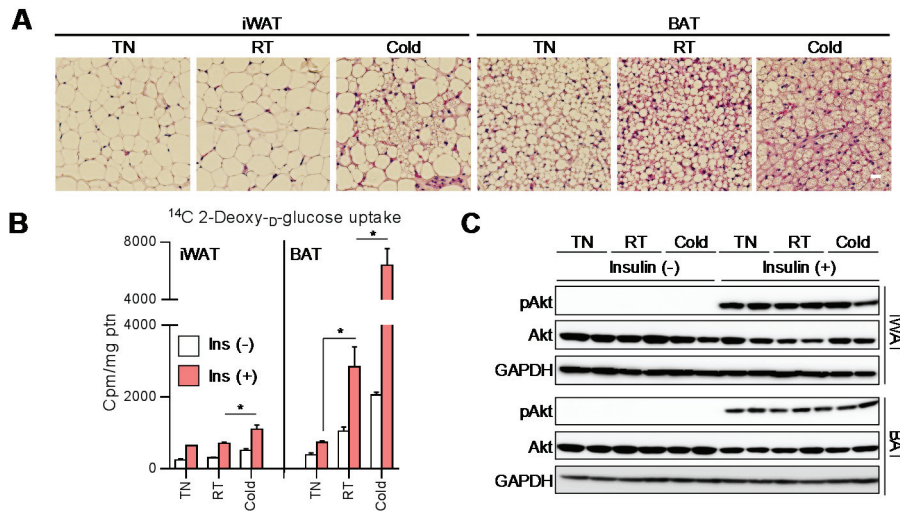 A
iWAT
BAT
TN RT Cold TN RT Cold
B
14C 2-Deoxy-D-glucose uptake
8000
4000
4000
2000
0
Cpm/mg ptn
iWAT
BAT
Ins (-)
Ins (+)
*
*
*
TN RT Cold TN RT Cold
C
TN RT Cold TN RT Cold
Insulin (-) Insulin (+)
pAkt
Akt
GAPDH
iWAT
pAkt
Akt
GAPDH
BAT